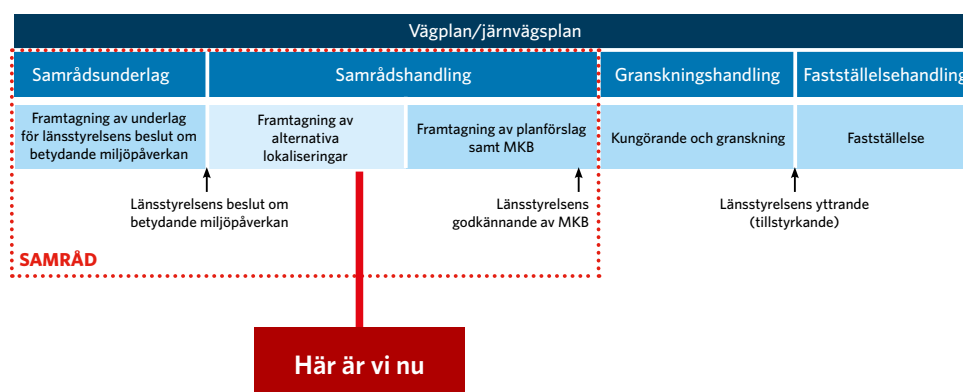 Vägplan/järnvägsplan
Samrådsunderlag
Samrådshandling
Granskningshandling
Fastställelsehandling
Framtagning av underlag
för länsstyrelsens beslut om
betydande miljöpåverkan
Framtagning av
alternativa
lokaliseringar
Framtagning av planförslag
samt MKB
Kungörande och granskning
Fastställelse
Länsstyrelsens beslut om
betydande miljöpåverkan
Länsstyrelsens
godkännande av MKB
Länsstyrelsens yttrande
(tillstyrkande)
SAMRÅD
Här är vi nu